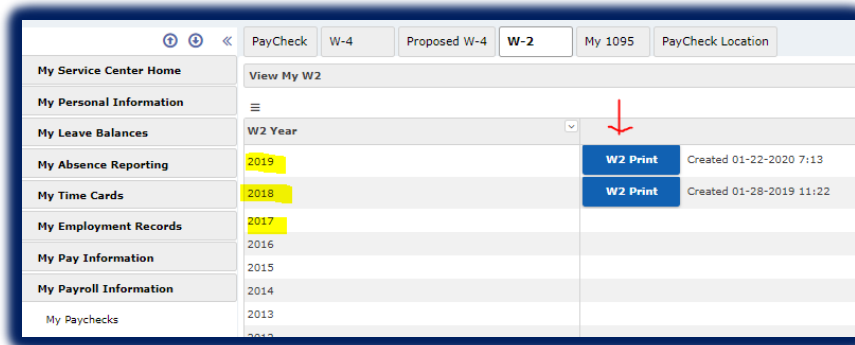 PayCheck W-4 Proposed W-4 W-2 My 1095 PayCheck Location
My Service Center Home
View My W2
My Personal Information
My Leave Balances
W2 Year
My Absence Reporting
2019 W2 Print Created 01-22-2020 7:13
My Time Cards
2018 W2 Print Created 01-28-2019 11:22
My Employment Records
2017
2016
My Pay Information
2015
My Payroll Information
2014
My Paychecks
2013